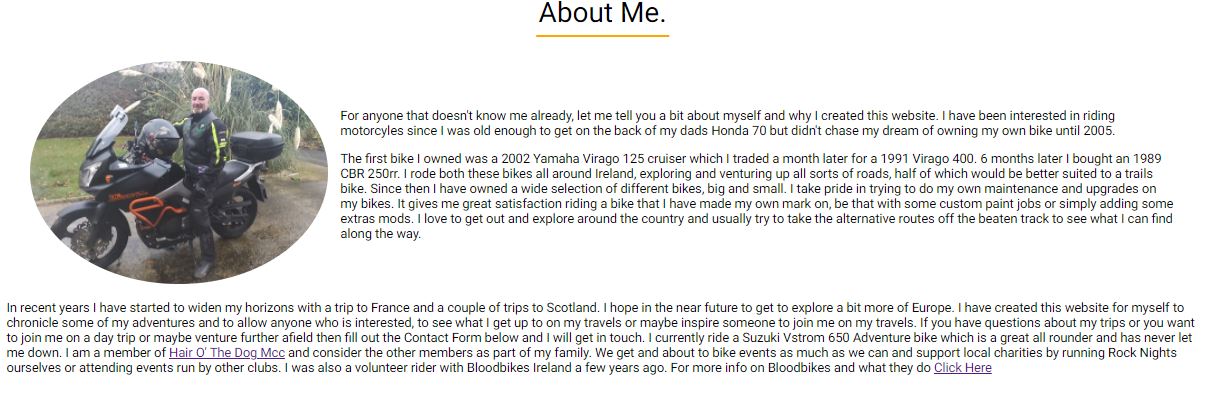 About Me.
For anyone that doesn't know me already, let me tell you a bit about myself and why I created this website. I have been interested in riding
motorcyles since I was old enough to get on the back of my dads Honda 70 but didn't chase my dream of owning my own bike until 2005.
The first bike I owned was a 2002 Yamaha Virago 125 cruiser which I traded a month later for a 1991 Virago 400. 6 months later I bought an 1989
CBR 250rr. I rode both these bikes all around Ireland, exploring and venturing up all sorts of roads, half of which would be better suited to a trails
bike. Since then I have owned a wide selection of different bikes, big and small. I take pride in trying to do my own maintenance and upgrades on
my bikes. It gives me great satisfaction riding a bike that I have made my own mark on, be that with some custom paint jobs or simply adding some
extras mods. I love to get out and explore around the country and usually try to take the alternative routes off the beaten track to see what I can find
along the way.
In recent years I have started to widen my horizons with a trip to France and a couple of trips to Scotland. I hope in the near future to get to explore a bit more of Europe. I have created this website for myself to
chronicle some of my adventures and to allow anyone who is interested, to see what I get up to on my travels or maybe inspire someone to join me on my travels. If you have questions about my trips or you want
to join me on a day trip or maybe venture further afield then fill out the Contact Form below and I will get in touch. I currently ride a Suzuki Vstrom 650 Adventure bike which is a great all rounder and has never let
me down. I am a member of Hair O' The Dog Mcc and consider the other members as part of my family. We get and about to bike events as much as we can and support local charities by running Rock Nights
ourselves or attending events run by other clubs. I was also a volunteer rider with Bloodbikes Ireland a few years ago. For more info on Bloodbikes and what they do Click Here